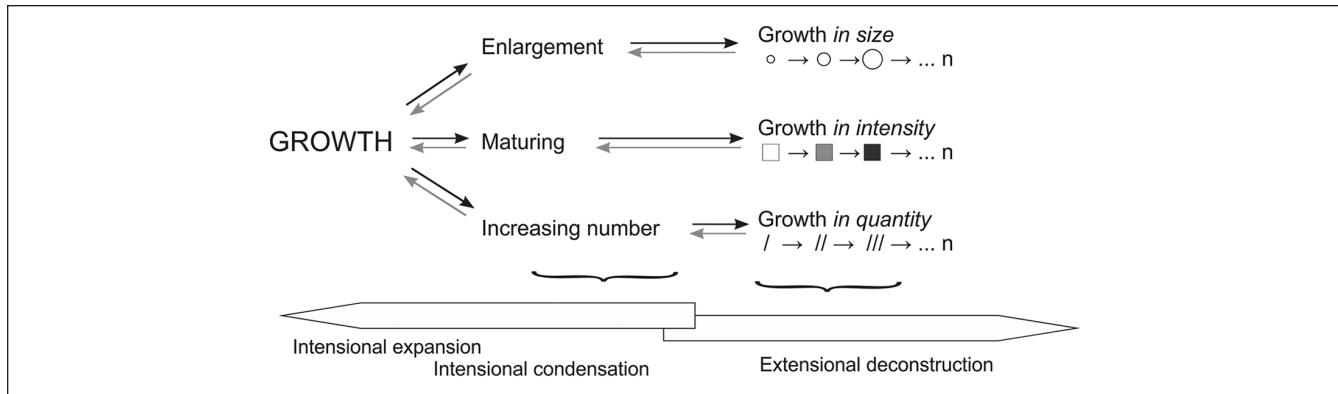 Enlargement
Growth in size
→ → → ... n
GROWTH
Maturing
Growth in intensity
→ → → ... n
Increasing number
Growth in quantity
/ → // → /// → ... n
Intensional expansion
Intensional condensation
Extensional deconstruction